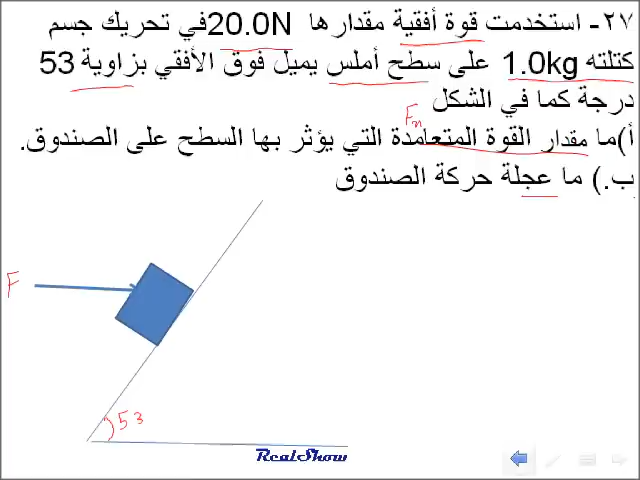 ٢٧- استخدمت قوة أفقية مقدارها 20.0N في تحريك جسم
كتلته 1.0kg على سطح أملس يميل فوق الأفقي بزاوية 53
درجة كما في الشكل
Fn
أ)ما مقدار القوة المتعامدة التي يؤثر بها السطح على الصندوق.
ب.) ما عجلة حركة الصندوق
F
53
RealShow